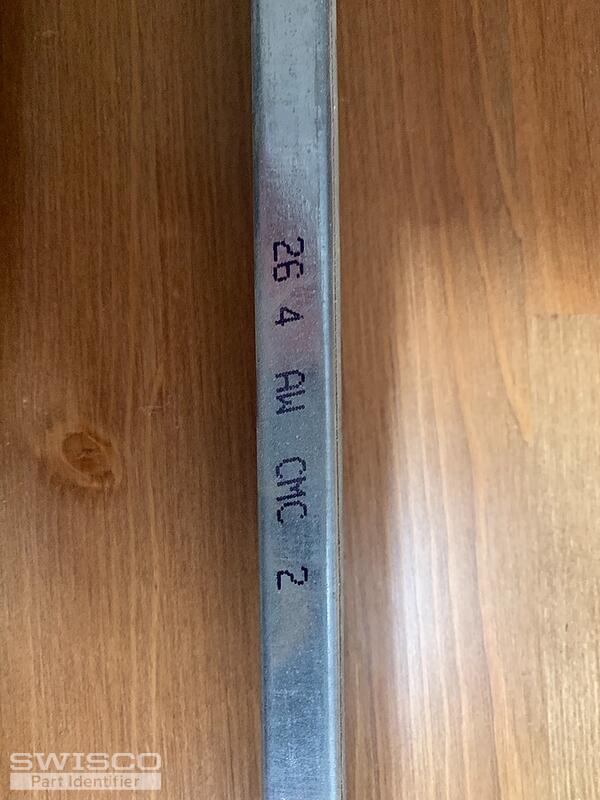 26 4 AW CMC 2
SWISCO
Part Identifier